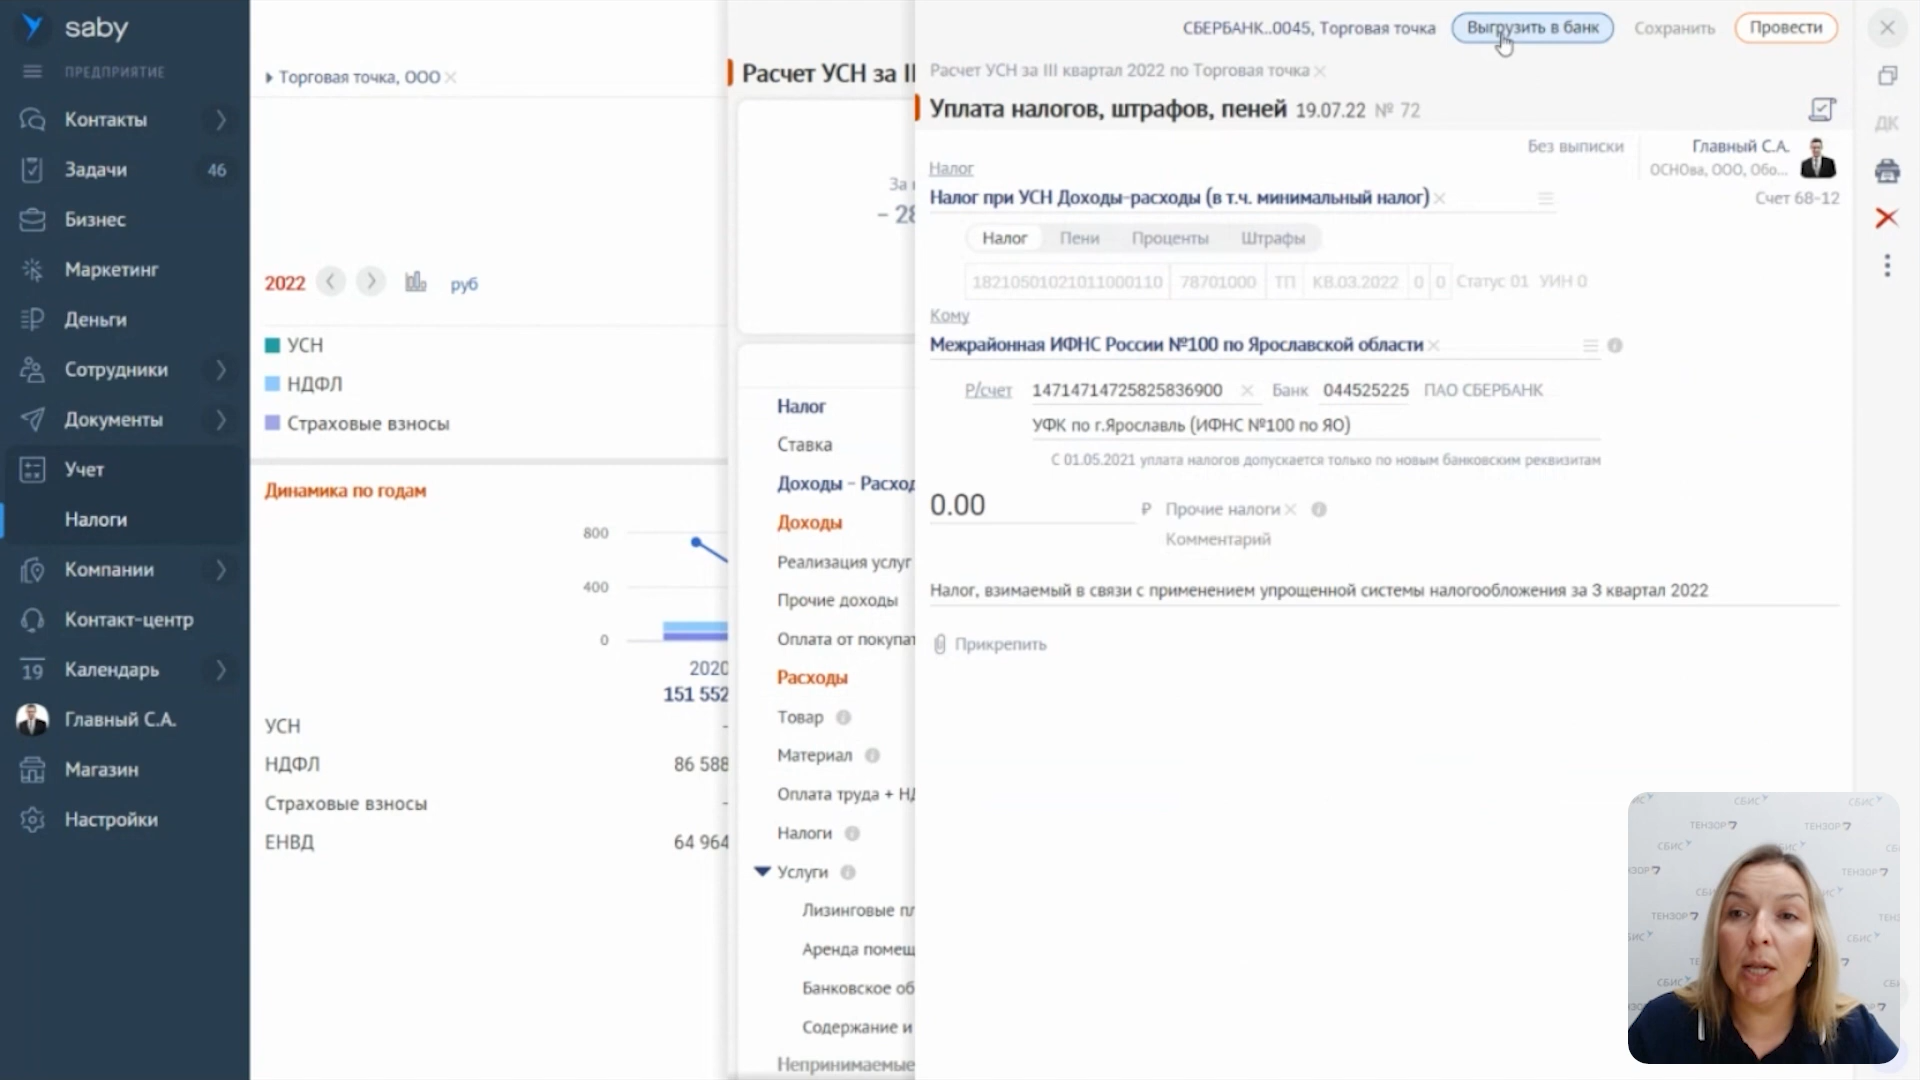 saby
ПРЕДПРИЯТИЕ
Контакты
Задачи 46
Бизнес
Маркетинг
Деньги
Сотрудники
Документы
Учет
Налоги
Компании
Контакт-центр
19 Календарь
Главный С.А.
Магазин
Настройки
Торговая точка, ООО
2022 руб
УСН
НДФЛ
Страховые взносы
Динамика по годам
800
400
0
2020
151 552
УСН -
НДФЛ 86 588
Страховые взносы -
ЕНВД 64 964
Расчет УСН за II
За
- 28
Налог
Ставка
Доходы - Расход
Доходы
Реализация услуг
Прочие доходы
Оплата от покупат
Расходы
Товар
Материал
Оплата труда + НД
Налоги
Услуги
Лизинговые пл
Аренда помещ
Банковское об
Содержание и
Непринимаемые
СБЕРБАНК..0045, Торговая точка Выгрузить в банк Сохранить Провести
Расчет УСН за III квартал 2022 по Торговая точка
Уплата налогов, штрафов, пеней 19.07.22 № 72
ДК
Без выписки Главный С.А.
ОСНОва, ООО, Обо...
Налог
Налог при УСН Доходы-расходы (в т.ч. минимальный налог) Счет 68-12
Налог Пени Проценты Штрафы
18210501021011000110 78701000 ТП КВ.03.2022 0 0 Статус 01 УИН 0
Кому
Межрайонная ИФНС России №100 по Ярославской области
Р/счет 14714714725825836900 Банк 044525225 ПАО СБЕРБАНК
УФК по г.Ярославль (ИФНС №100 по ЯО)
С 01.05.2021 уплата налогов допускается только по новым банковским реквизитам
0.00 ₽ Прочие налоги
Комментарий
Налог, взимаемый в связи с применением упрощенной системы налогообложения за 3 квартал 2022
Прикрепить
СБИС
ТЕНЗОР